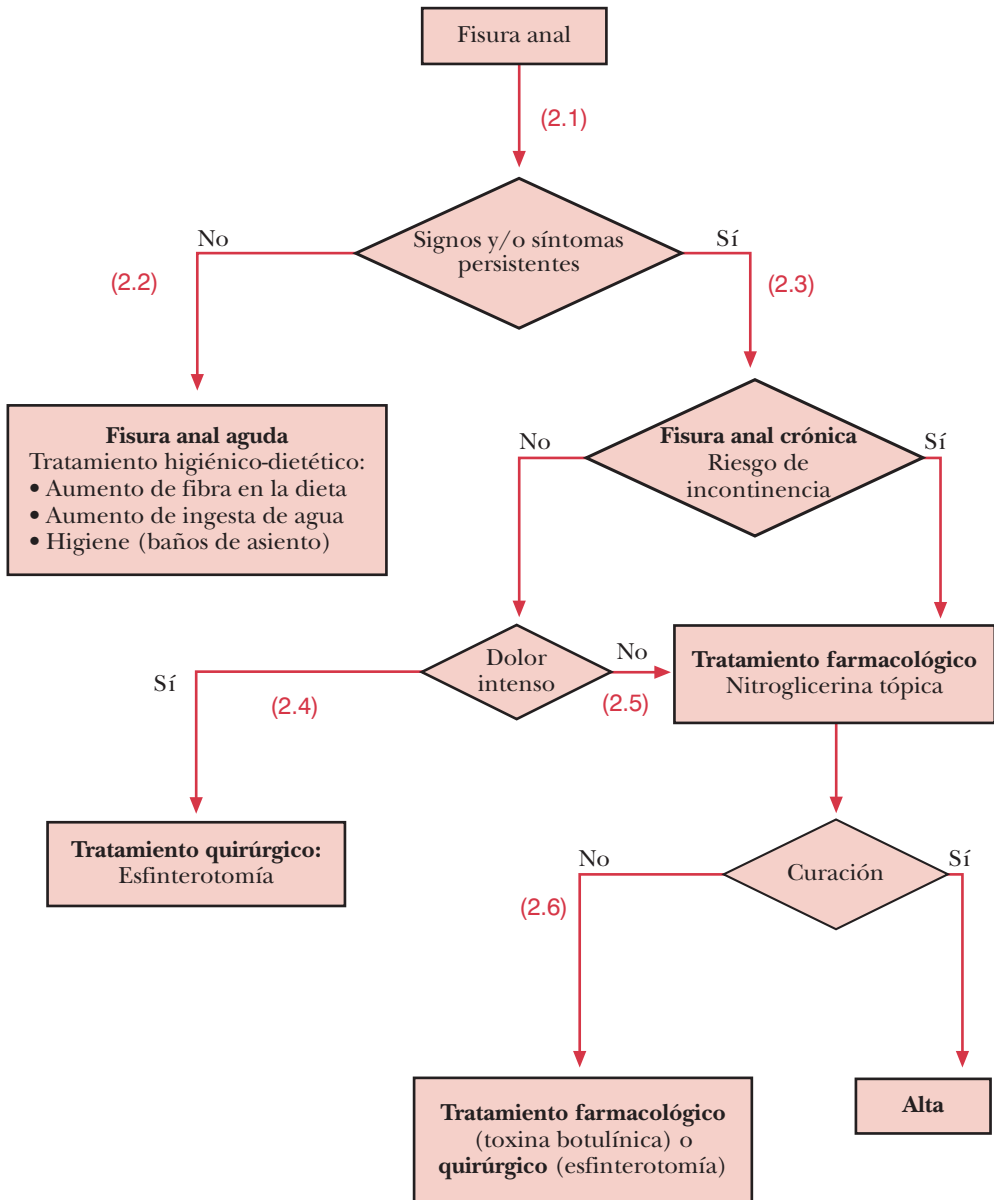 Fisura anal
(2.1)
Signos y/o síntomas
persistentes
No
Sí
(2.2)
(2.3)
Fisura anal aguda
Tratamiento higiénico-dietético:
• Aumento de fibra en la dieta
• Aumento de ingesta de agua
• Higiene (baños de asiento)
Fisura anal crónica
Riesgo de
incontinencia
No
Sí
Dolor
intenso
Sí
No
(2.4)
(2.5)
Tratamiento farmacológico
Nitroglicerina tópica
Tratamiento quirúrgico:
Esfinterotomía
Curación
No
Sí
(2.6)
Tratamiento farmacológico
(toxina botulínica) o
quirúrgico (esfinterotomía)
Alta